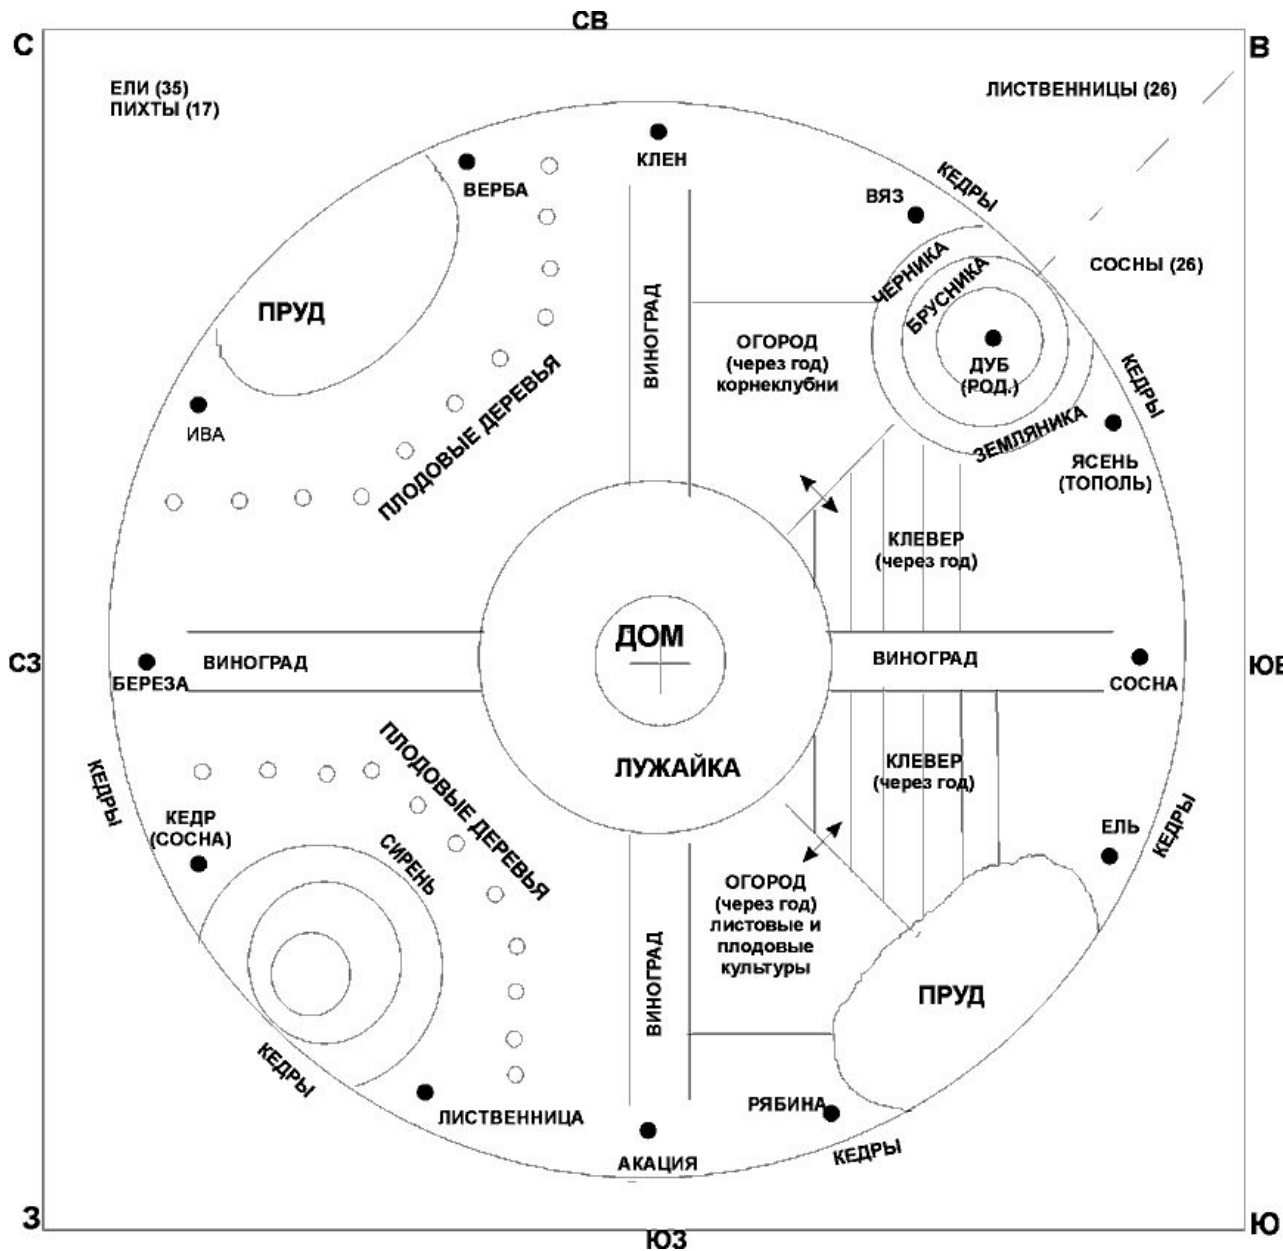 СВ
С
В
ЕЛИ (35)
ПИХТЫ (17)
ЛИСТВЕННИЦЫ (26)
КЛЕН
КЕДРЫ
ВЕРБА
ВЯЗ
СОСНЫ (26)
ЧЕРНИКА
БРУСНИКА
ПРУД
ВИНОГРАД
ОГОРОД
(через год)
корнеклубни
ДУБ
(РОД.)
КЕДРЫ
ИВА
ПЛОДОВЫЕ ДЕРЕВЬЯ
ЗЕМЛЯНИКА
ЯСЕНЬ
(ТОПОЛЬ)
КЛЕВЕР
(через год)
ДОМ
СЗ
ВИНОГРАД
ВИНОГРАД
ЮВ
БЕРЕЗА
СОСНА
ЛУЖАЙКА
КЛЕВЕР
(через год)
ПЛОДОВЫЕ ДЕРЕВЬЯ
КЕДРЫ
КЕДР
(СОСНА)
СИРЕНЬ
ЕЛЬ
КЕДРЫ
ОГОРОД
(через год)
листовые и
плодовые
культуры
ВИНОГРАД
ПРУД
КЕДРЫ
ЛИСТВЕННИЦА
РЯБИНА
АКАЦИЯ
КЕДРЫ
З
ЮЗ
Ю